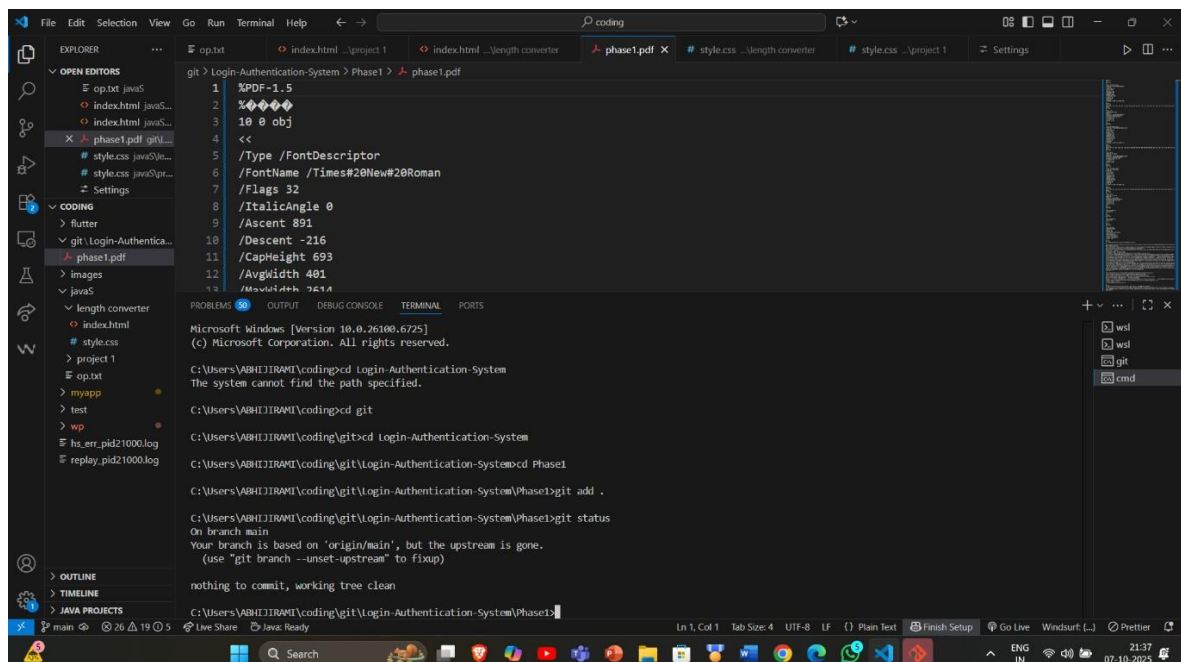 File Edit Selection View Go Run Terminal Help
coding
EXPLORER
op.txt
index.html ...\project 1
index.html ...\length converter
phase1.pdf
# style.css ...\length converter
# style.css ...\project 1
Settings
OPEN EDITORS
op.txt javaS
index.html javaS...
index.html javaS...
phase1.pdf git\L...
# style.css javaS\le...
# style.css javaS\pr...
Settings
CODING
flutter
git\Login-Authentica...
phase1.pdf
images
javaS
length converter
index.html
# style.css
project 1
op.txt
myapp
test
wp
hs_err_pid21000.log
replay_pid21000.log
OUTLINE
TIMELINE
JAVA PROJECTS
git > Login-Authentication-System > Phase1 > phase1.pdf
1 %PDF-1.5
2 %����
3 10 0 obj
4 <<
5 /Type /FontDescriptor
6 /FontName /Times#20New#20Roman
7 /Flags 32
8 /ItalicAngle 0
9 /Ascent 891
10 /Descent -216
11 /CapHeight 693
12 /AvgWidth 401
13 /MaxWidth 2614
PROBLEMS 50 OUTPUT DEBUG CONSOLE TERMINAL PORTS
Microsoft Windows [Version 10.0.26100.6725]
(c) Microsoft Corporation. All rights reserved.
C:\Users\ABHIJIRAMI\coding>cd Login-Authentication-System
The system cannot find the path specified.
C:\Users\ABHIJIRAMI\coding>cd git
C:\Users\ABHIJIRAMI\coding\git>cd Login-Authentication-System
C:\Users\ABHIJIRAMI\coding\git\Login-Authentication-System>cd Phase1
C:\Users\ABHIJIRAMI\coding\git\Login-Authentication-System\Phase1>git add .
C:\Users\ABHIJIRAMI\coding\git\Login-Authentication-System\Phase1>git status
On branch main
Your branch is based on 'origin/main', but the upstream is gone.
(use "git branch --unset-upstream" to fixup)
nothing to commit, working tree clean
C:\Users\ABHIJIRAMI\coding\git\Login-Authentication-System\Phase1>
wsl
wsl
git
cmd
main 26 19 5 Live Share Java: Ready
Ln 1, Col 1 Tab Size: 4 UTF-8 LF {} Plain Text Finish Setup Go Live Windsurf: {...} Prettier
Search
ENG
IN
21:37
07-10-2025